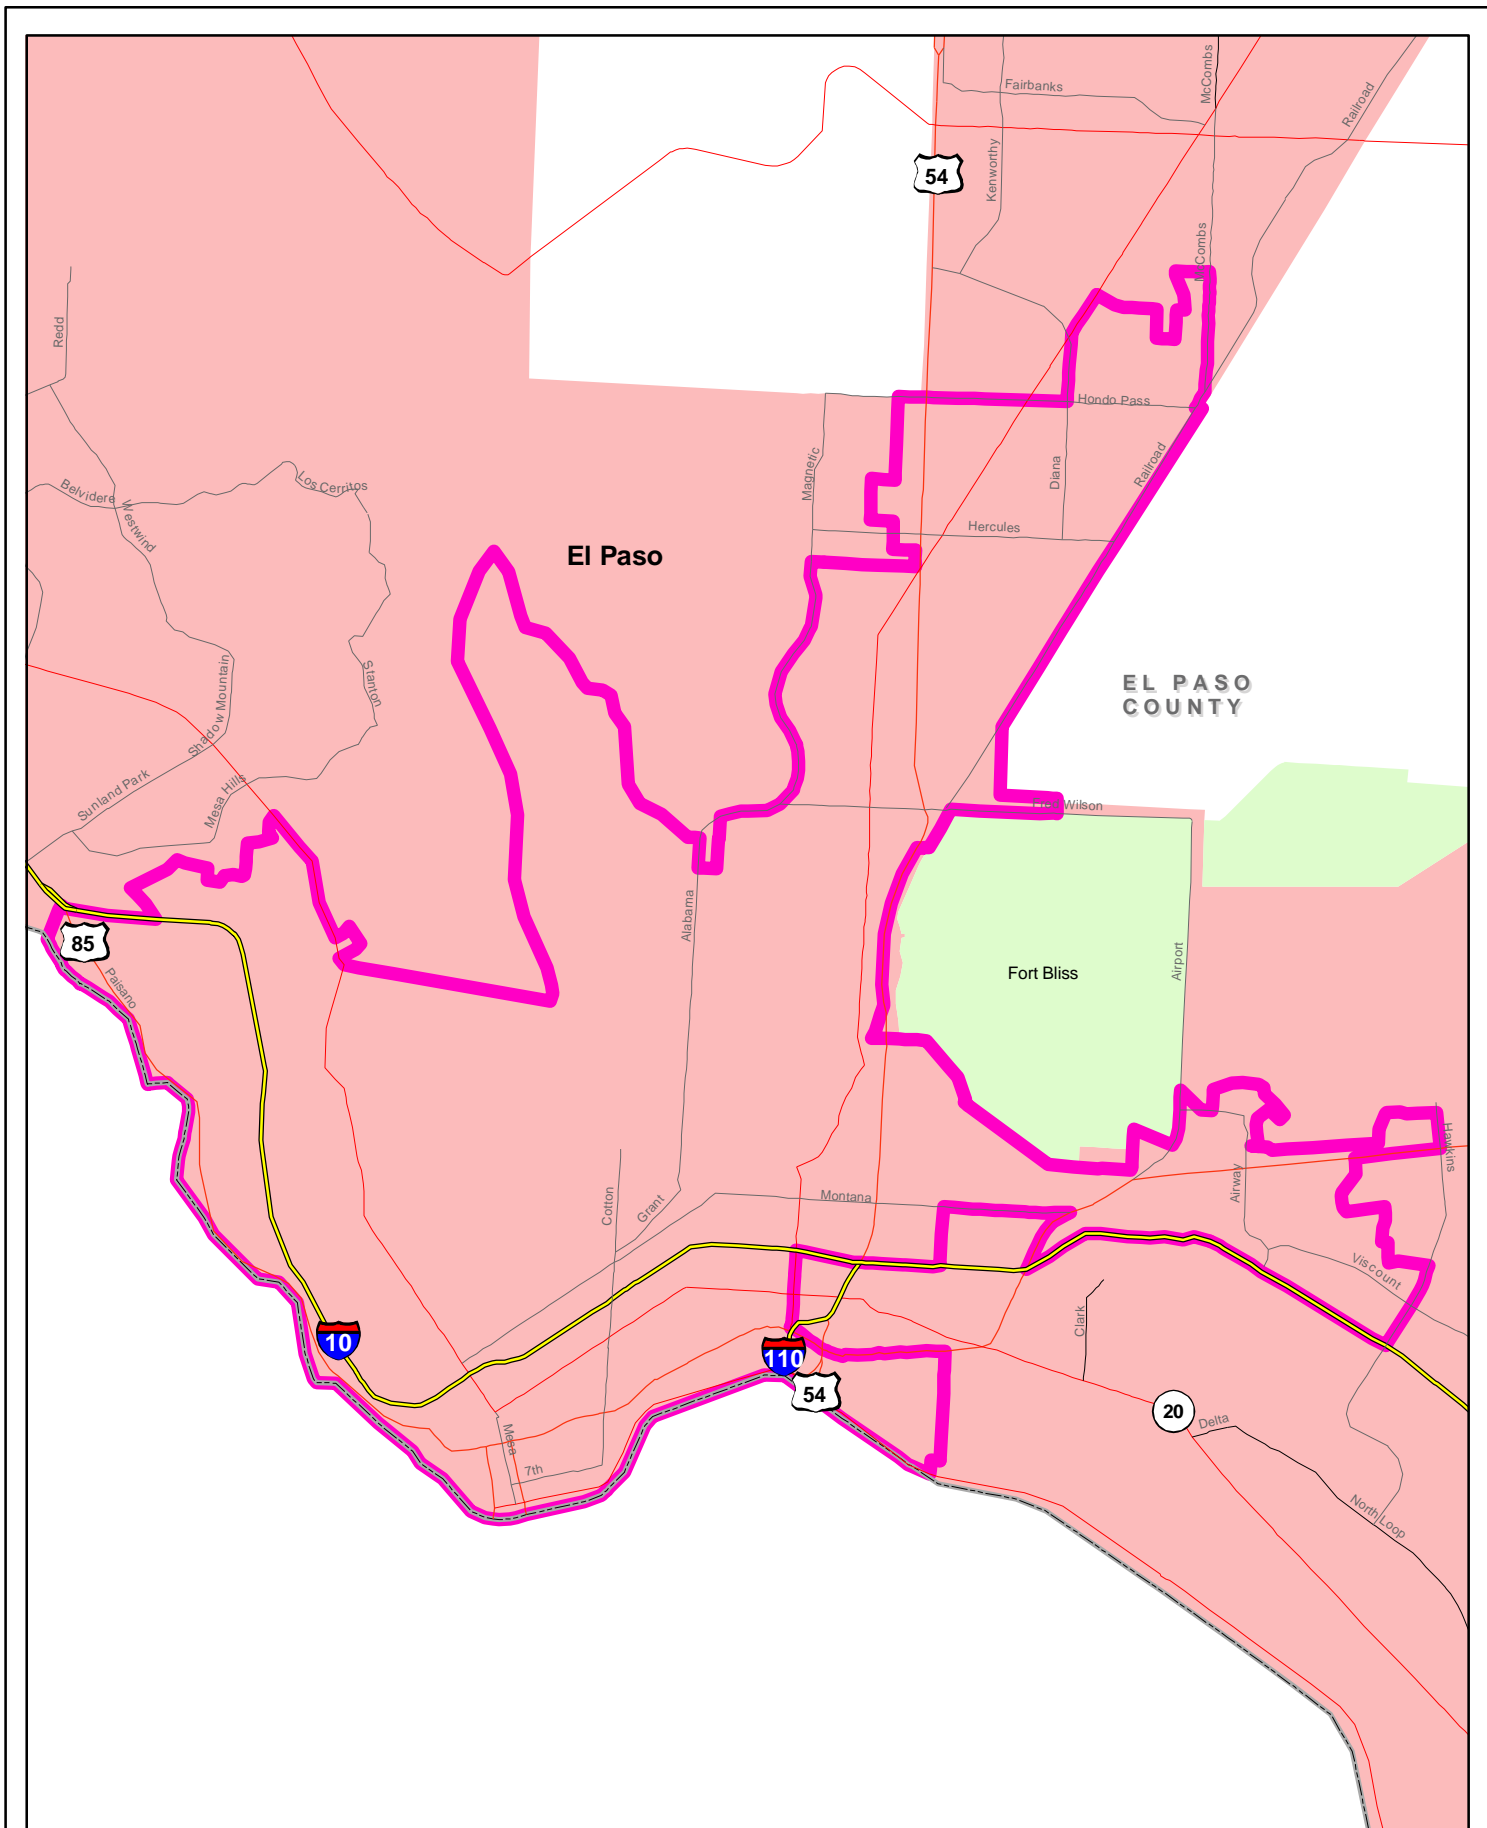 McCombs
Fairbanks
Railroad
Kenworthy
54
McCombs
Redd
Hondo Pass
Magnetic
Diana
Railroad
Los Cerritos
Belvidere
Westwind
Hercules
El Paso
Stanton
Shadow Mountain
EL PASO
COUNTY
Sunland Park
Mesa Hills
Fred Wilson
Alabama
85
Paisano
Fort Bliss
Airport
Hawkins
Airway
Cotton
Grant
Montana
Viscount
Clark
10
110
54
20
Delta
Mesa
7th
North Loop